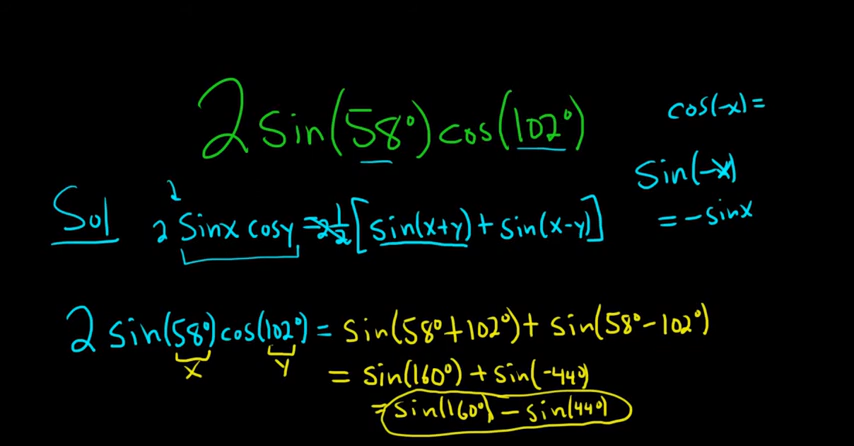 2 sin(58°) cos(102°)
cos(-x) =
sin(-x)
= -sinx
Sol
2 sinx cosy = 2 1/2 [sin(x+y) + sin(x-y)]
2 sin(58°) cos(102°) = sin(58° + 102°) + sin(58° - 102°)
x y
= sin(160°) + sin(-44°)
= sin(160°) - sin(44°)